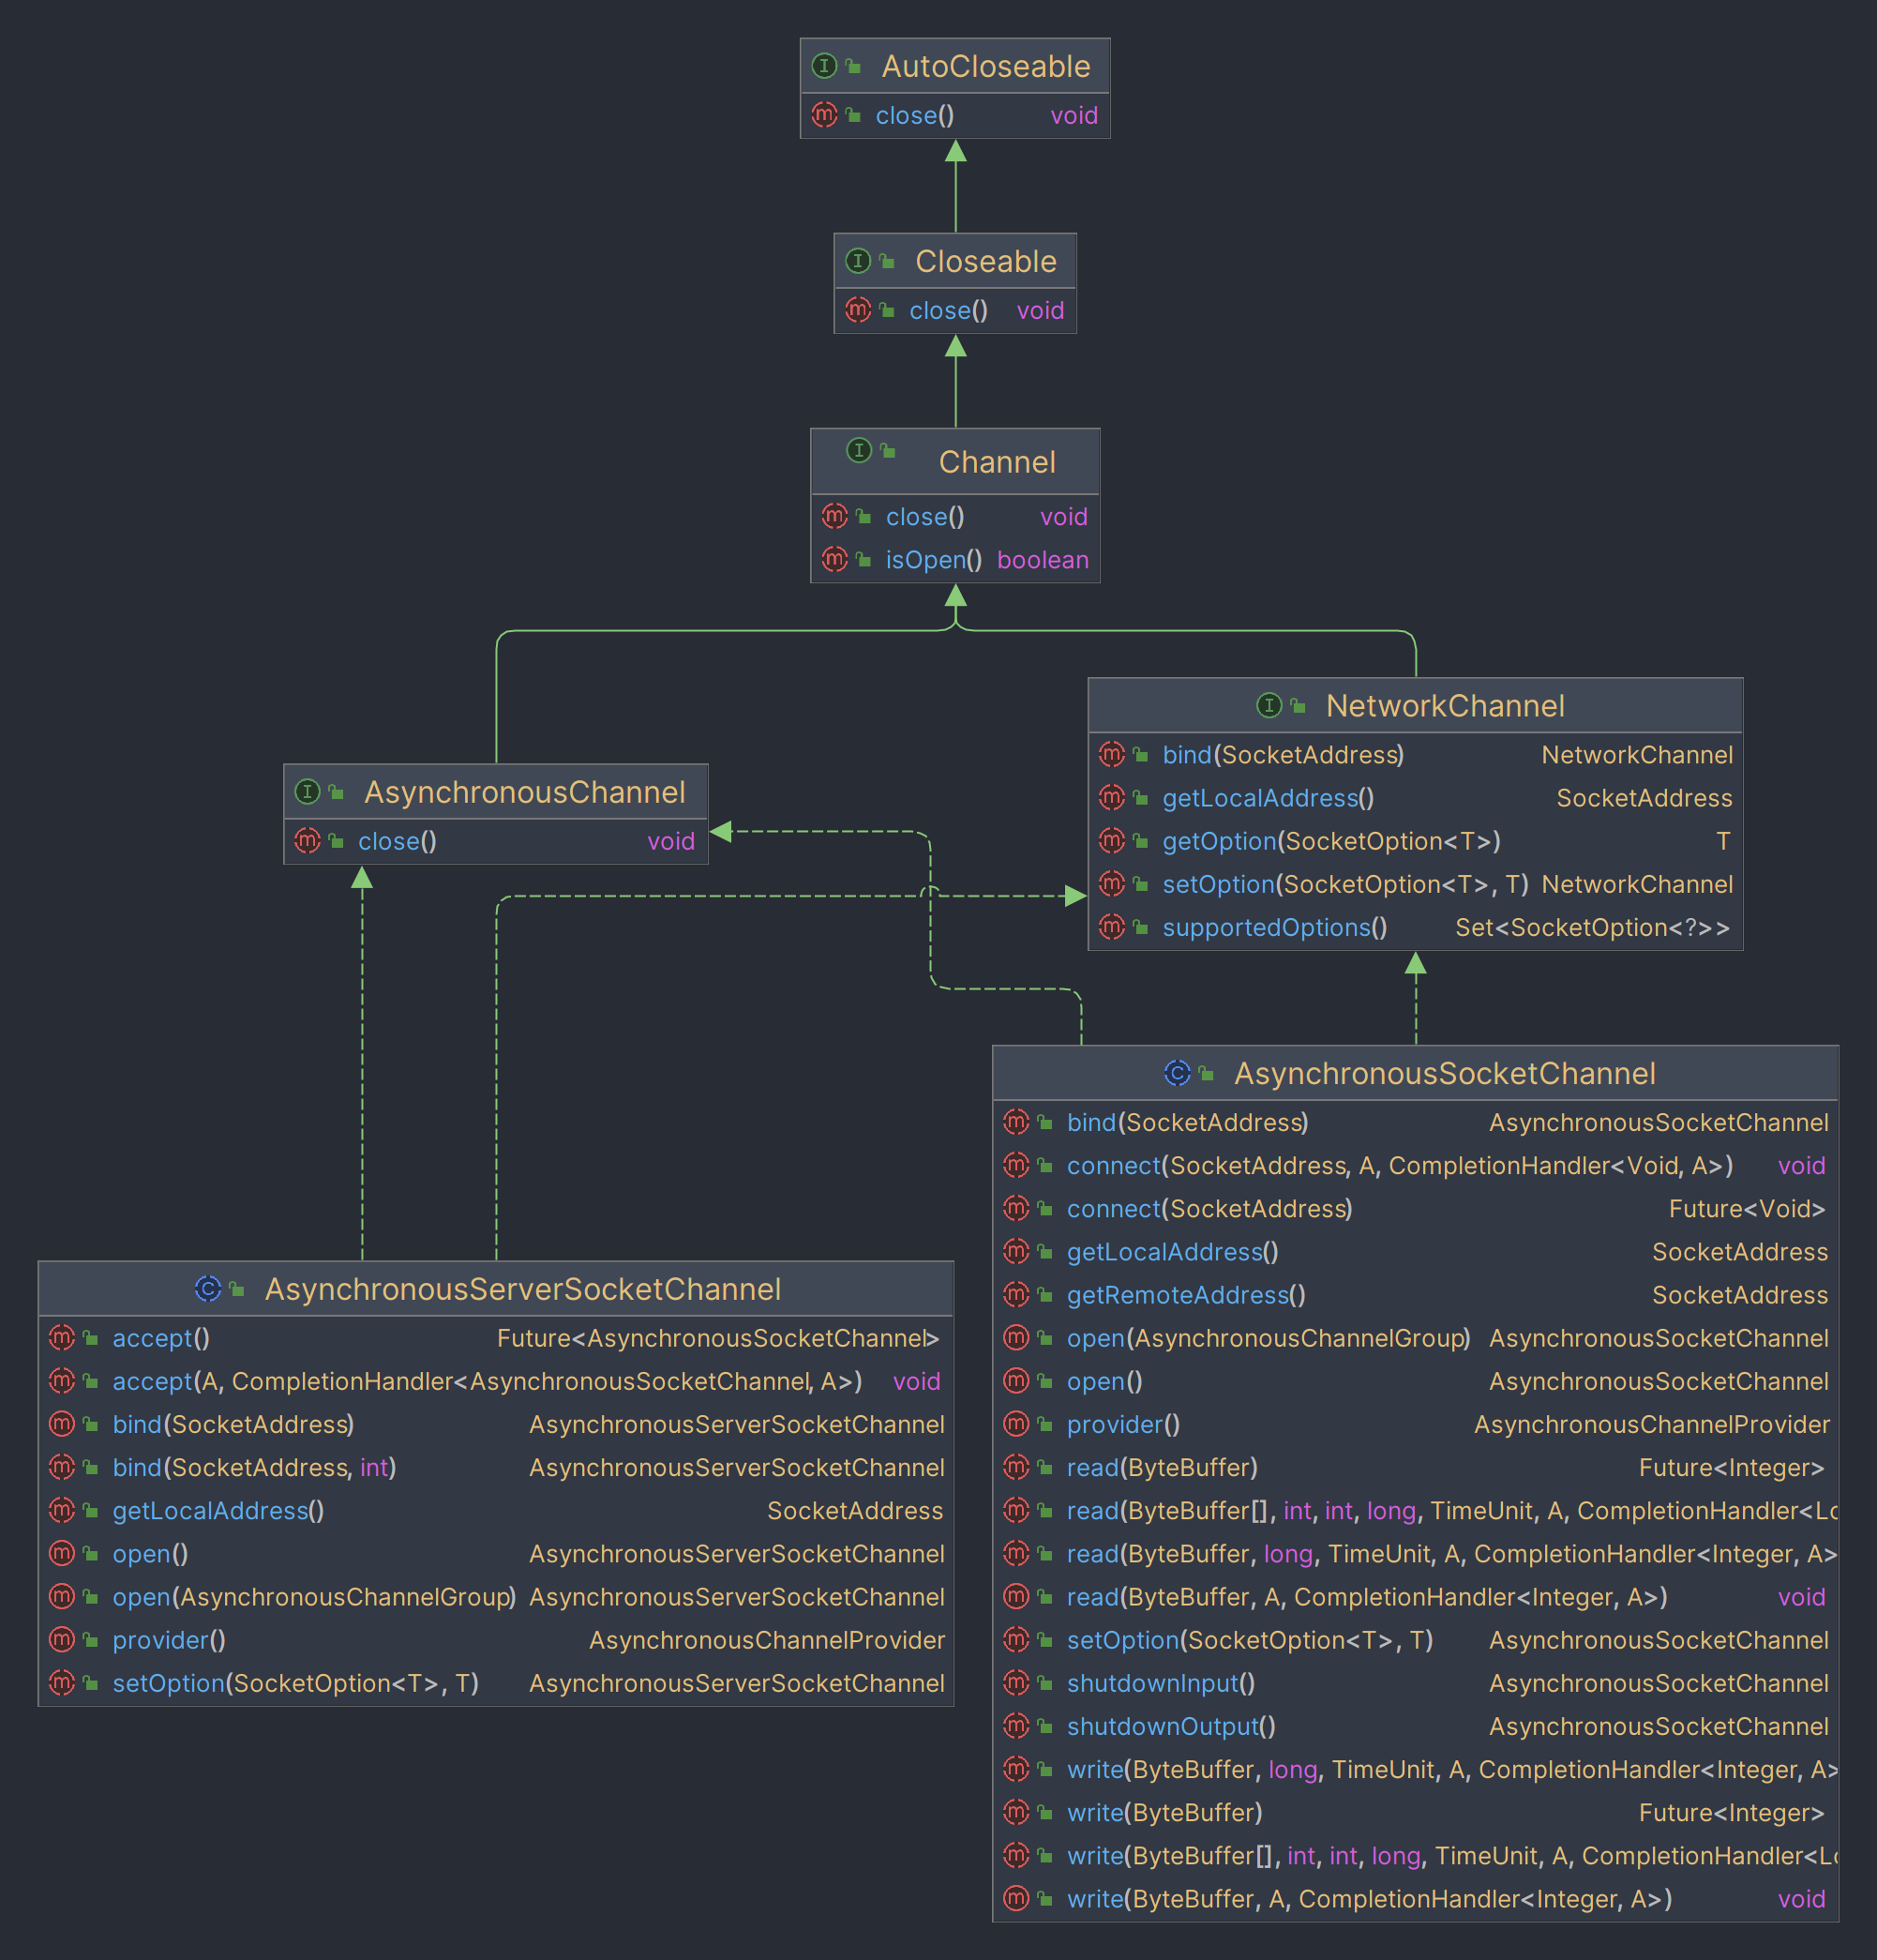 AutoCloseable
close() void
Closeable
close() void
Channel
close() void
isOpen() boolean
NetworkChannel
bind(SocketAddress) NetworkChannel
getLocalAddress() SocketAddress
getOption(SocketOption<T>) T
setOption(SocketOption<T>, T) NetworkChannel
supportedOptions() Set<SocketOption<?>>
AsynchronousChannel
close() void
AsynchronousSocketChannel
bind(SocketAddress) AsynchronousSocketChannel
connect(SocketAddress, A, CompletionHandler<Void, A>) void
connect(SocketAddress) Future<Void>
getLocalAddress() SocketAddress
getRemoteAddress() SocketAddress
open(AsynchronousChannelGroup) AsynchronousSocketChannel
open() AsynchronousSocketChannel
provider() AsynchronousChannelProvider
read(ByteBuffer) Future<Integer>
read(ByteBuffer[], int, int, long, TimeUnit, A, CompletionHandler<Lo
read(ByteBuffer, long, TimeUnit, A, CompletionHandler<Integer, A>
read(ByteBuffer, A, CompletionHandler<Integer, A>) void
setOption(SocketOption<T>, T) AsynchronousSocketChannel
shutdownInput() AsynchronousSocketChannel
shutdownOutput() AsynchronousSocketChannel
write(ByteBuffer, long, TimeUnit, A, CompletionHandler<Integer, A>
write(ByteBuffer) Future<Integer>
write(ByteBuffer[], int, int, long, TimeUnit, A, CompletionHandler<Lo
write(ByteBuffer, A, CompletionHandler<Integer, A>) void
AsynchronousServerSocketChannel
accept() Future<AsynchronousSocketChannel>
accept(A, CompletionHandler<AsynchronousSocketChannel, A>) void
bind(SocketAddress) AsynchronousServerSocketChannel
bind(SocketAddress, int) AsynchronousServerSocketChannel
getLocalAddress() SocketAddress
open() AsynchronousServerSocketChannel
open(AsynchronousChannelGroup) AsynchronousServerSocketChannel
provider() AsynchronousChannelProvider
setOption(SocketOption<T>, T) AsynchronousServerSocketChannel